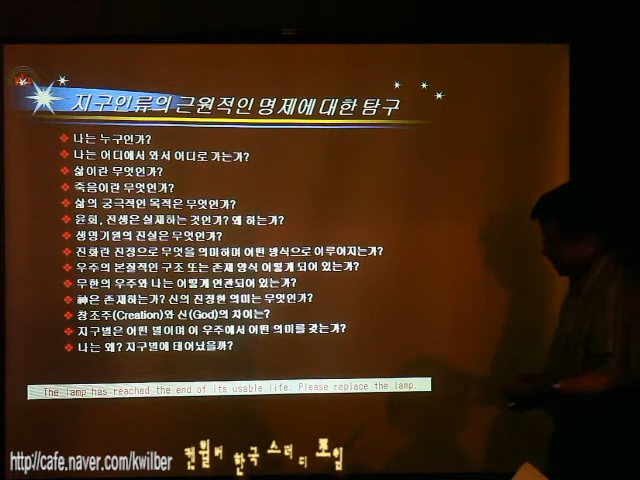 지구인류의 근원적인 명제에 대한 탐구
나는 누구인가?
나는 어디에서 와서 어디로 가는가?
삶이란 무엇인가?
죽음이란 무엇인가?
삶의 궁극적인 목적은 무엇인가?
윤회, 전생은 실재하는 것인가? 왜 하는가?
생명기원의 진실은 무엇인가?
진화란 진정으로 무엇을 의미하며 어떤 방식으로 이루어지는가?
우주의 본질적인 구조 또는 존재 양식 어떻게 되어 있는가?
무한의 우주와 나는 어떻게 연관되어 있는가?
神은 존재하는가? 신의 진정한 의미는 무엇인가?
창조주(Creation)와 신(God)의 차이는?
지구별은 어떤 별이며 이 우주에서 어떤 의미를 갖는가?
나는 왜? 지구별에 태어났을까?
The lamp has reached the end of its usable life. Please replace the lamp.
http://cafe.naver.com/kwilber 켄윌버 한국 스터디 모임